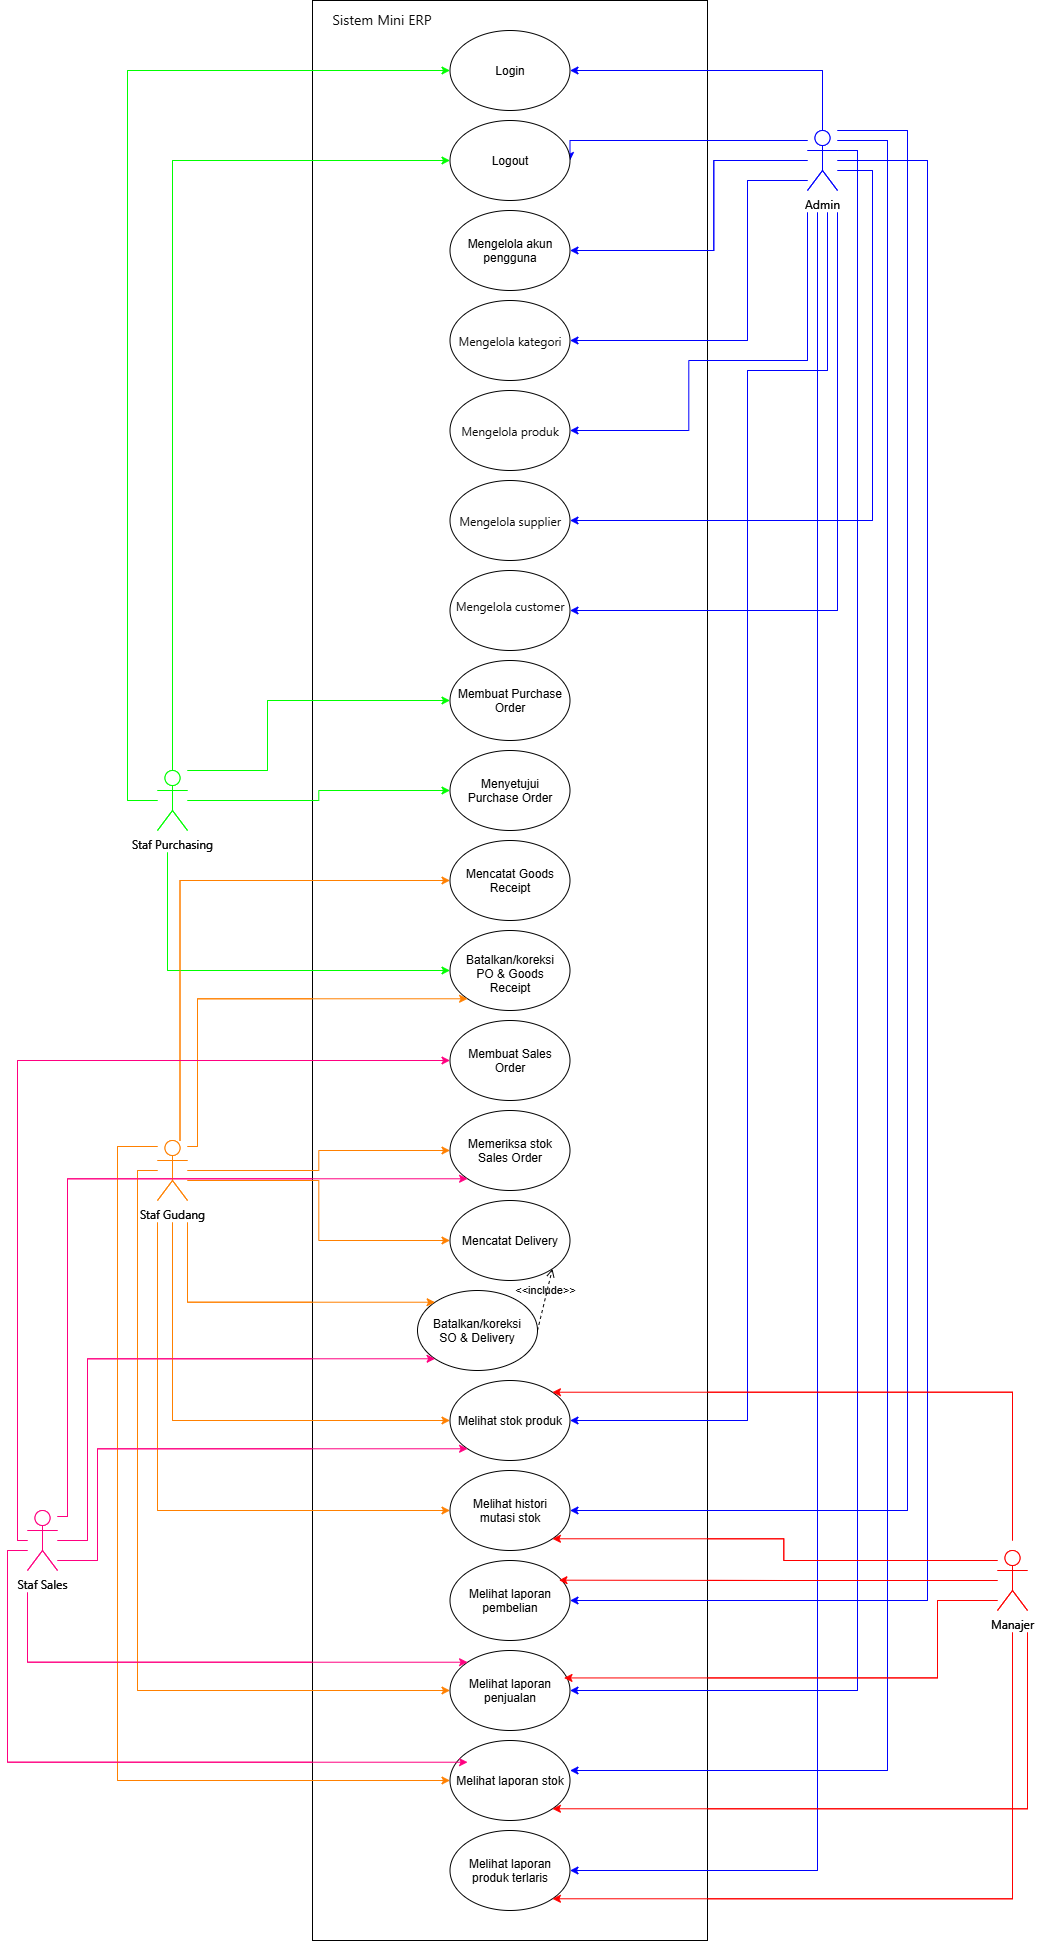 Sistem Mini ERP
Login
Logout
Admin
Mengelola akun
pengguna
Mengelola kategori
Mengelola produk
Mengelola supplier
Mengelola customer
Membuat Purchase
Order
Menyetujui
Purchase Order
Staf Purchasing
Mencatat Goods
Receipt
Batalkan/koreksi
PO & Goods
Receipt
Membuat Sales
Order
Memeriksa stok
Sales Order
Staf Gudang
Mencatat Delivery
<<include>>
Batalkan/koreksi
SO & Delivery
Melihat stok produk
Melihat histori
mutasi stok
Staf Sales
Melihat laporan
pembelian
Manajer
Melihat laporan
penjualan
Melihat laporan stok
Melihat laporan
produk terlaris